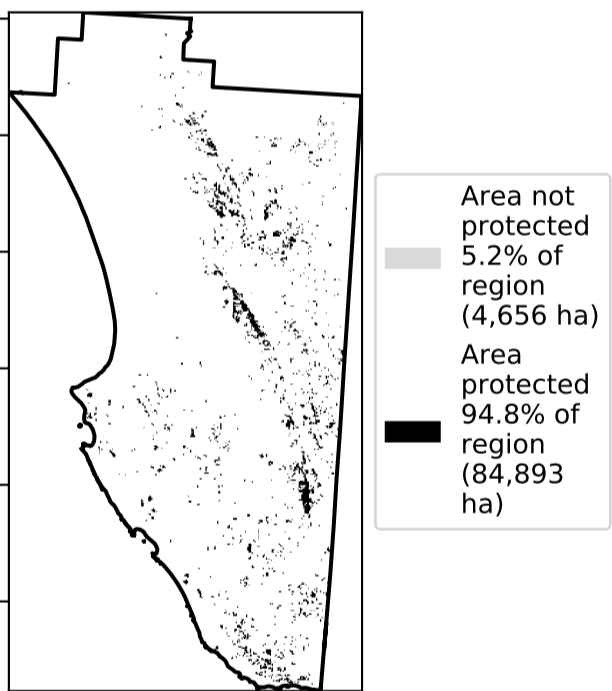 Area not
protected
5.2% of
region
(4,656 ha)
Area
protected
94.8% of
region
(84,893
ha)